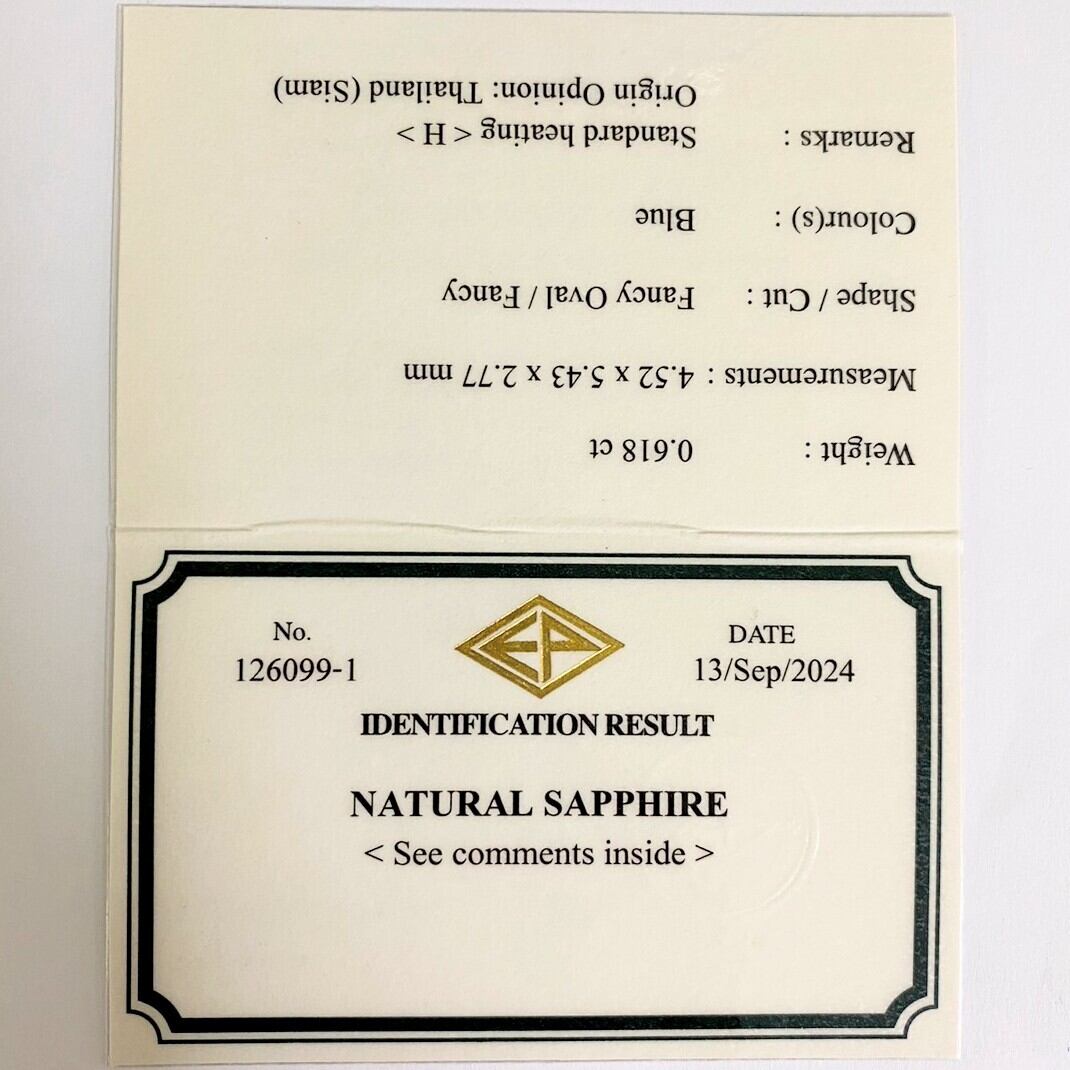 No.
126099-1
EP
DATE
13/Sep/2024
IDENTIFICATION RESULT
NATURAL SAPPHIRE
< See comments inside >
Weight : 0.618 ct
Measurements : 4.52 x 5.43 x 2.77 mm
Shape / Cut : Fancy Oval / Fancy
Colour(s) : Blue
Remarks : Standard heating < H >
Origin Opinion: Thailand (Siam)